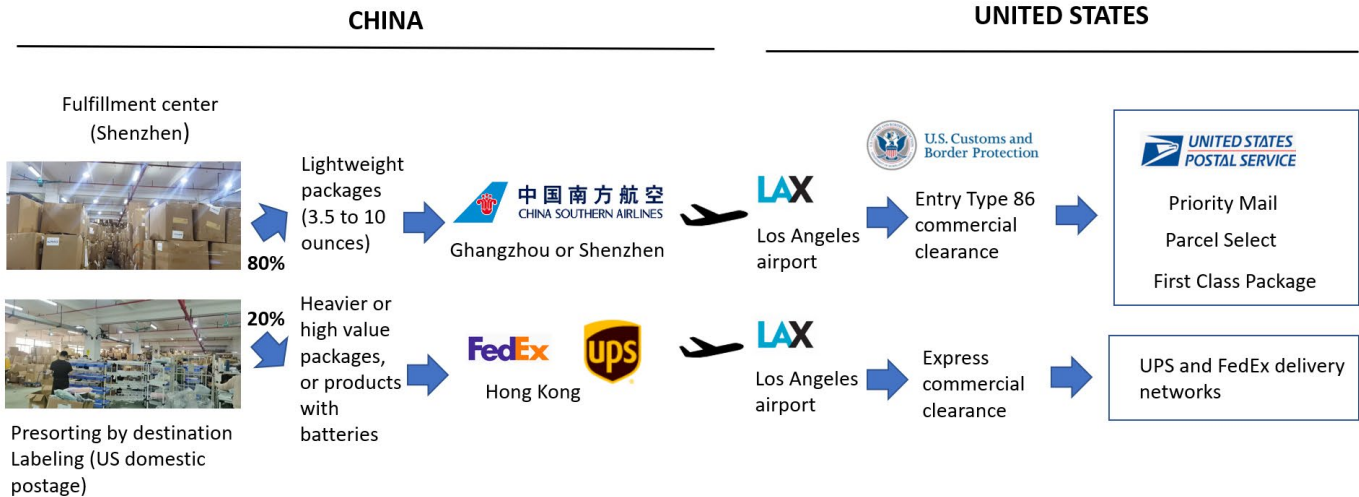 CHINA
UNITED STATES
Fulfillment center
(Shenzhen)
80%
Lightweight
packages
(3.5 to 10
ounces)
中国南方航空
CHINA SOUTHERN AIRLINES
Ghangzhou or Shenzhen
LAX
Los Angeles
airport
U.S. Customs and
Border Protection
Entry Type 86
commercial
clearance
UNITED STATES
POSTAL SERVICE
Priority Mail
Parcel Select
First Class Package
20%
Presorting by destination
Labeling (US domestic
postage)
Heavier or
high value
packages,
or products
with
batteries
FedEx
ups
Hong Kong
LAX
Los Angeles
airport
Express
commercial
clearance
UPS and FedEx delivery
networks